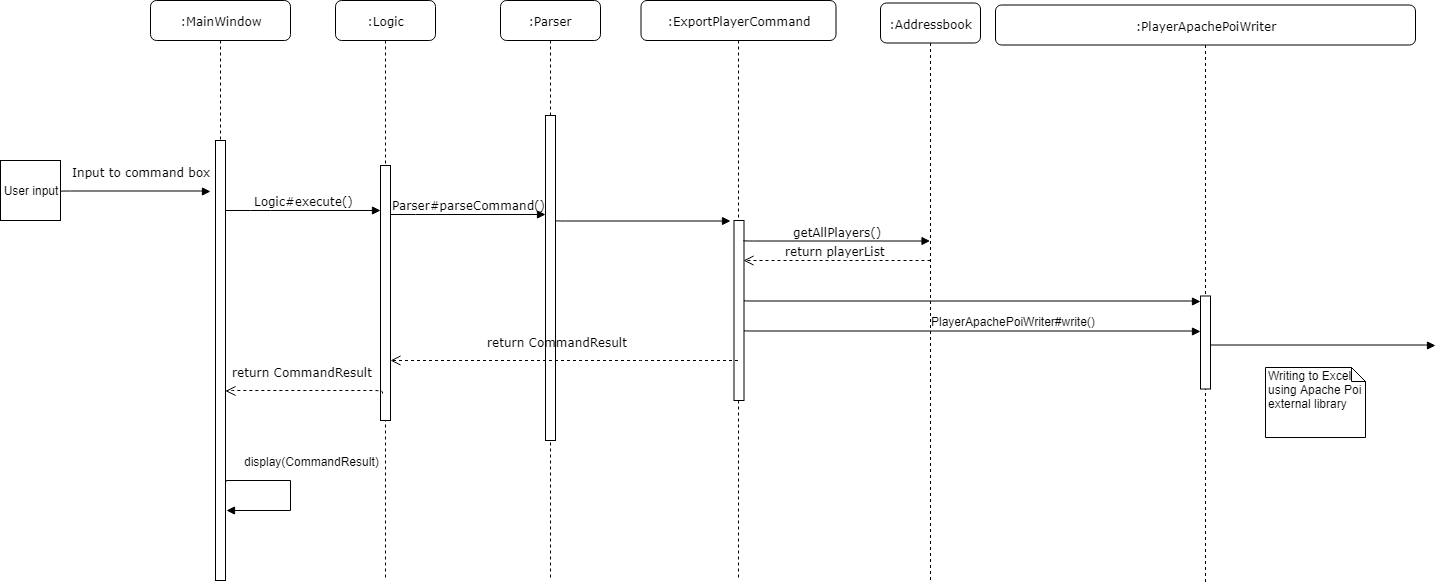 :MainWindow
:Logic
:Parser
:ExportPlayerCommand
:Addressbook
:PlayerApachePoiWriter
User input
Input to command box
Logic#execute()
Parser#parseCommand()
getAllPlayers()
return playerList
PlayerApachePoiWriter#write()
return CommandResult
return CommandResult
Writing to Excel
using Apache Poi
external library
display(CommandResult)